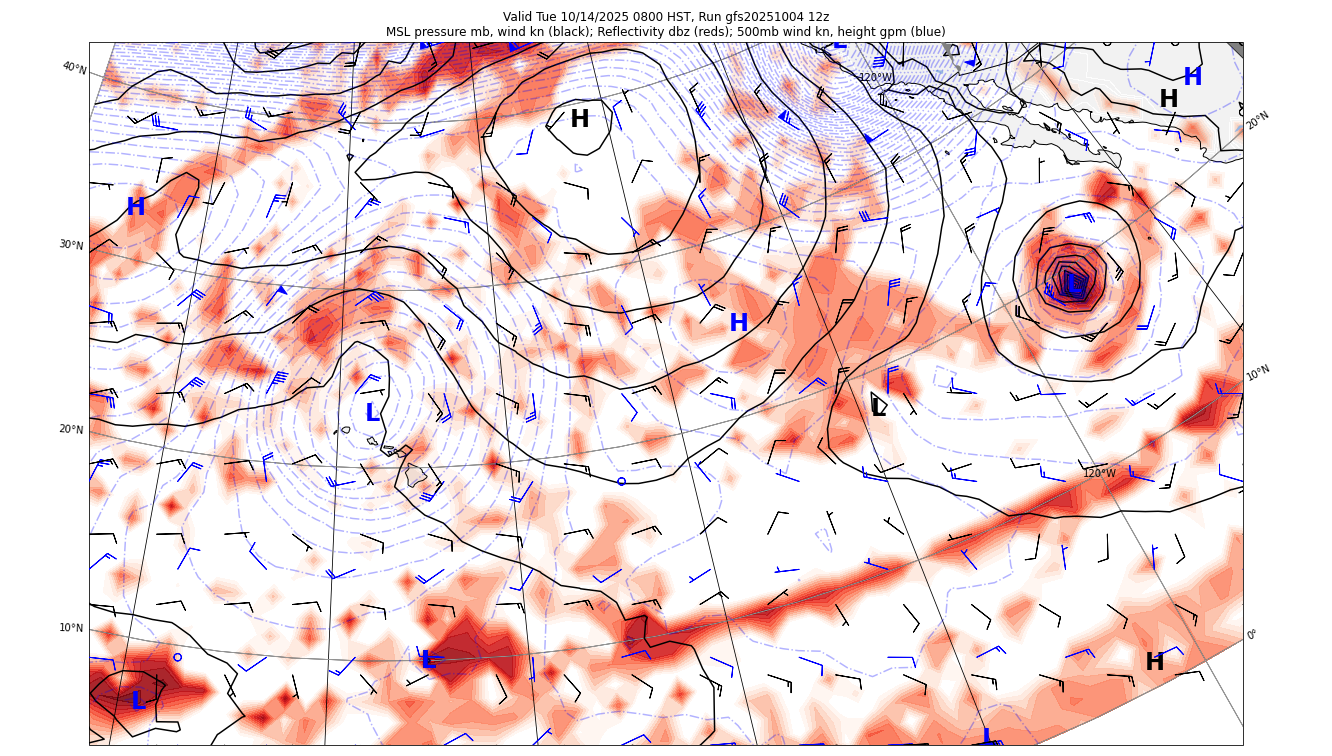 Valid Tue 10/14/2025 0800 HST, Run gfs20251004 12z
MSL pressure mb, wind kn (black); Reflectivity dbz (reds); 500mb wind kn, height gpm (blue)
L
40°N
120°W
H
H
H
20°N
H
30°N
L
H
10°N
L
L
20°N
120°W
10°N
0°
L
H
L
L